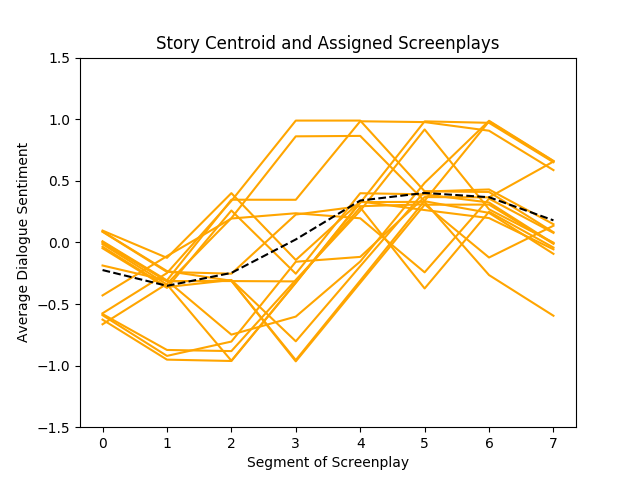 Story Centroid and Assigned Screenplays
Average Dialogue Sentiment
1.5
1.0
0.5
0.0
−0.5
−1.0
−1.5
0 1 2 3 4 5 6 7
Segment of Screenplay